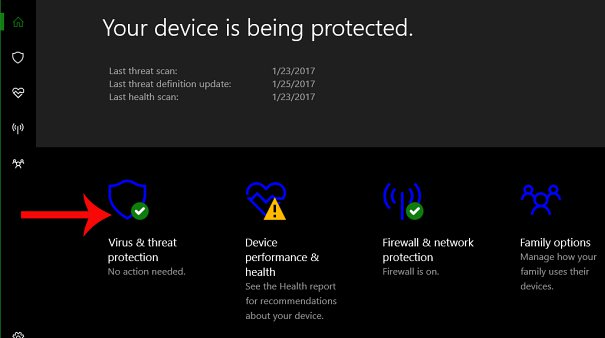 Your device is being protected.
Last threat scan: 1/23/2017
Last threat definition update: 1/25/2017
Last health scan: 1/23/2017
Virus & threat
protection
No action needed.
Device
performance &
health
See the Health report
for recommendations
about your device.
Firewall & network
protection
Firewall is on.
Family options
Manage how your
family uses their
devices.